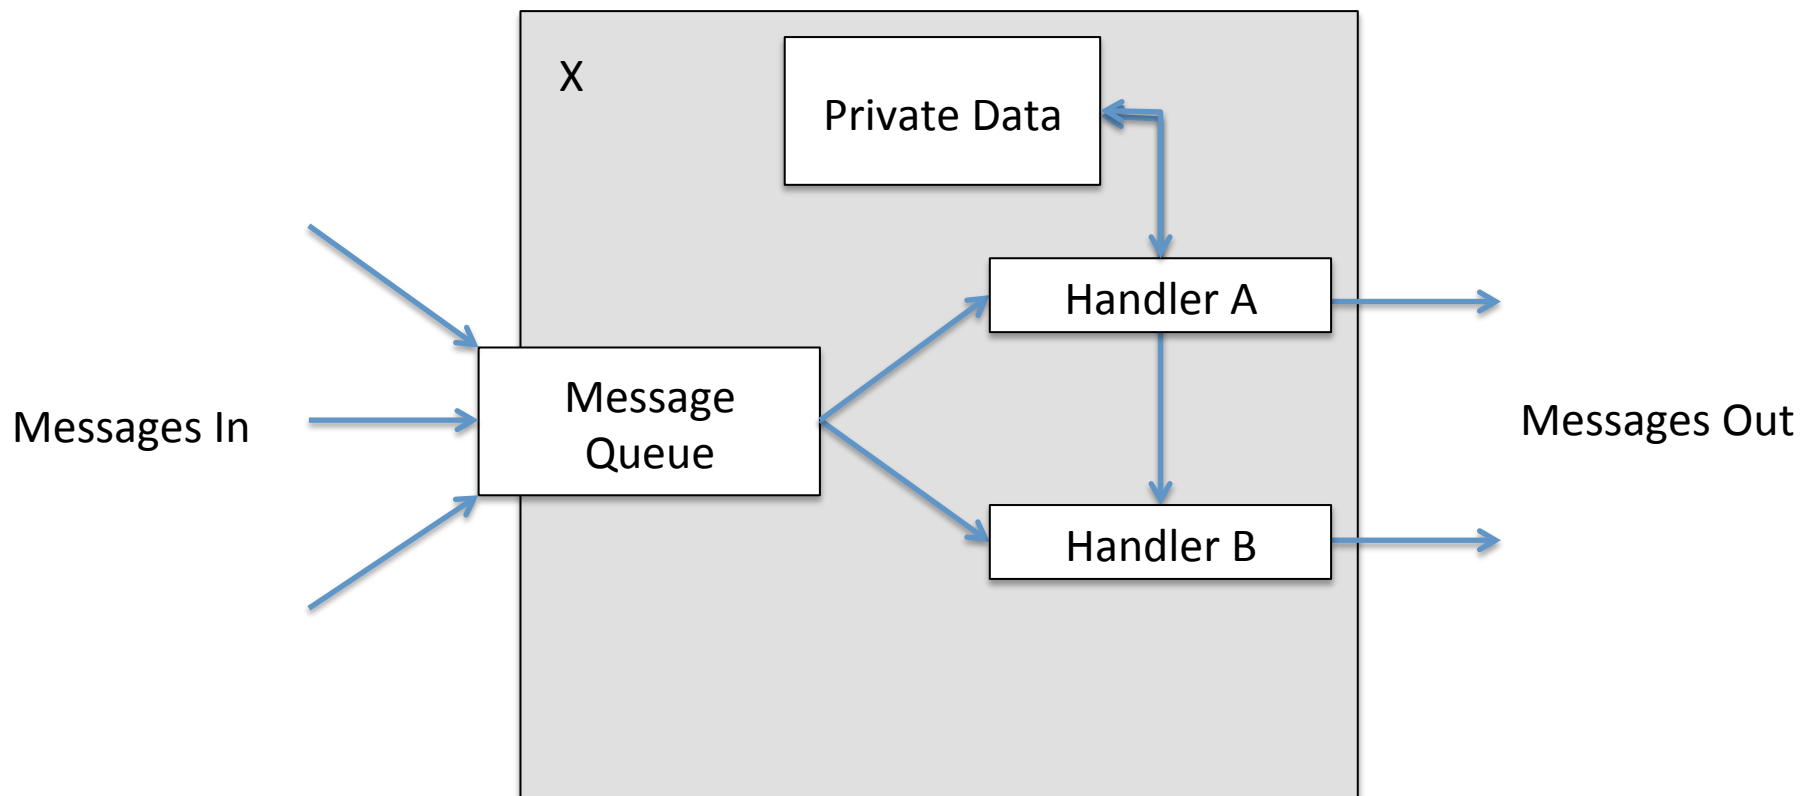 X
Private Data
Handler A
Message
Queue
Messages In
Messages Out
Handler B